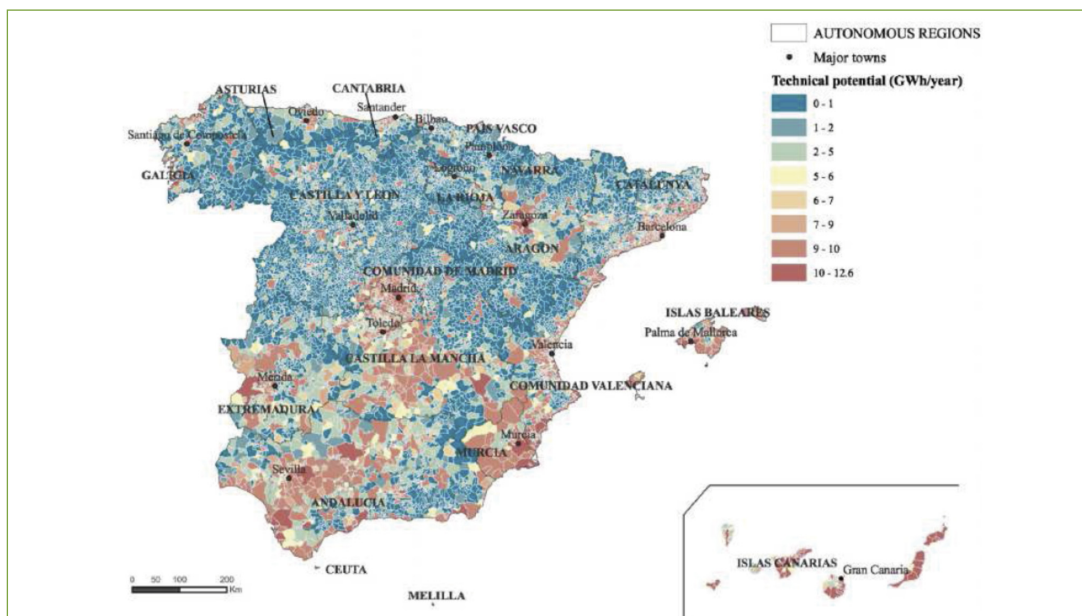 AUTONOMOUS REGIONS
Major towns
Technical potential (GWh/year)
0 - 1
1 - 2
2 - 5
5 - 6
6 - 7
7 - 9
9 - 10
10 - 12.6
ASTURIAS
CANTABRIA
Oviedo
Santander
Bilbao
PAIS VASCO
Santiago de Compostela
Pamplona
GALICIA
Logroño
NAVARRA
CATALUNYA
CASTILLA Y LEON
LA RIOJA
Valladolid
Zaragoza
Barcelona
ARAGON
COMUNIDAD DE MADRID
Madrid
ISLAS BALEARES
Toledo
Palma de Mallorca
Valencia
CASTILLA LA MANCHA
Merida
COMUNIDAD VALENCIANA
EXTREMADURA
Murcia
MURCIA
Sevilla
ANDALUCIA
CEUTA
ISLAS CANARIAS
Gran Canaria
0 50 100 200
Km
MELILLA